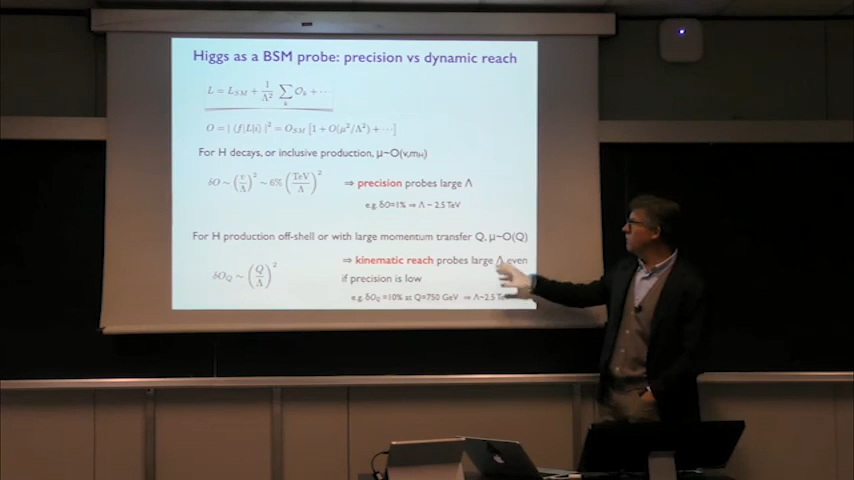 Higgs as a BSM probe: precision vs dynamic reach
L = L_SM + 1/Λ² ∑_k O_k + ···
O = | ⟨f|L|i⟩ |² = O_SM [1 + O(μ²/Λ²) + ···]
For H decays, or inclusive production, μ~O(v,m_H)
δO ~ (v/Λ)² ~ 6% (TeV/Λ)² ⇒ precision probes large Λ
e.g. δO=1% ⇒ Λ ~ 2.5 TeV
For H production off-shell or with large momentum transfer Q, μ~O(Q)
⇒ kinematic reach probes large Λ even
δO_Q ~ (Q/Λ)² if precision is low
e.g. δO_Q =10% at Q=750 GeV ⇒ Λ~2.5